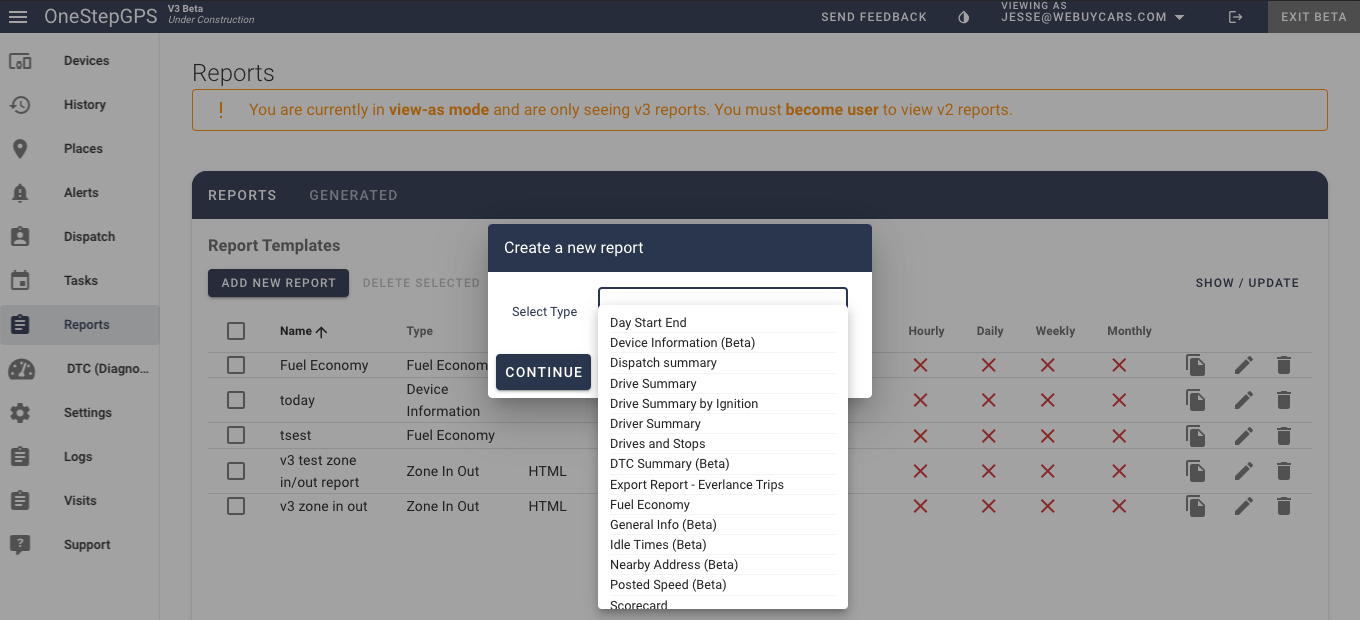 OneStepGPS
V3 Beta
Under Construction
SEND FEEDBACK
VIEWING AS
JESSE@WEBUYCARS.COM
EXIT BETA
Devices
History
Places
Alerts
Dispatch
Tasks
Reports
DTC (Diagno...
Settings
Logs
Visits
Support
Reports
! You are currently in view-as mode and are only seeing v3 reports. You must become user to view v2 reports.
REPORTS GENERATED
Report Templates
ADD NEW REPORT DELETE SELECTED SHOW / UPDATE
Name Type Hourly Daily Weekly Monthly
Fuel Economy Fuel Econom
today Device
Information
tsest Fuel Economy
v3 test zone
in/out report Zone In Out HTML
v3 zone in out Zone In Out HTML
Create a new report
Select Type
CONTINUE
Day Start End
Device Information (Beta)
Dispatch summary
Drive Summary
Drive Summary by Ignition
Driver Summary
Drives and Stops
DTC Summary (Beta)
Export Report - Everlance Trips
Fuel Economy
General Info (Beta)
Idle Times (Beta)
Nearby Address (Beta)
Posted Speed (Beta)
Scorecard